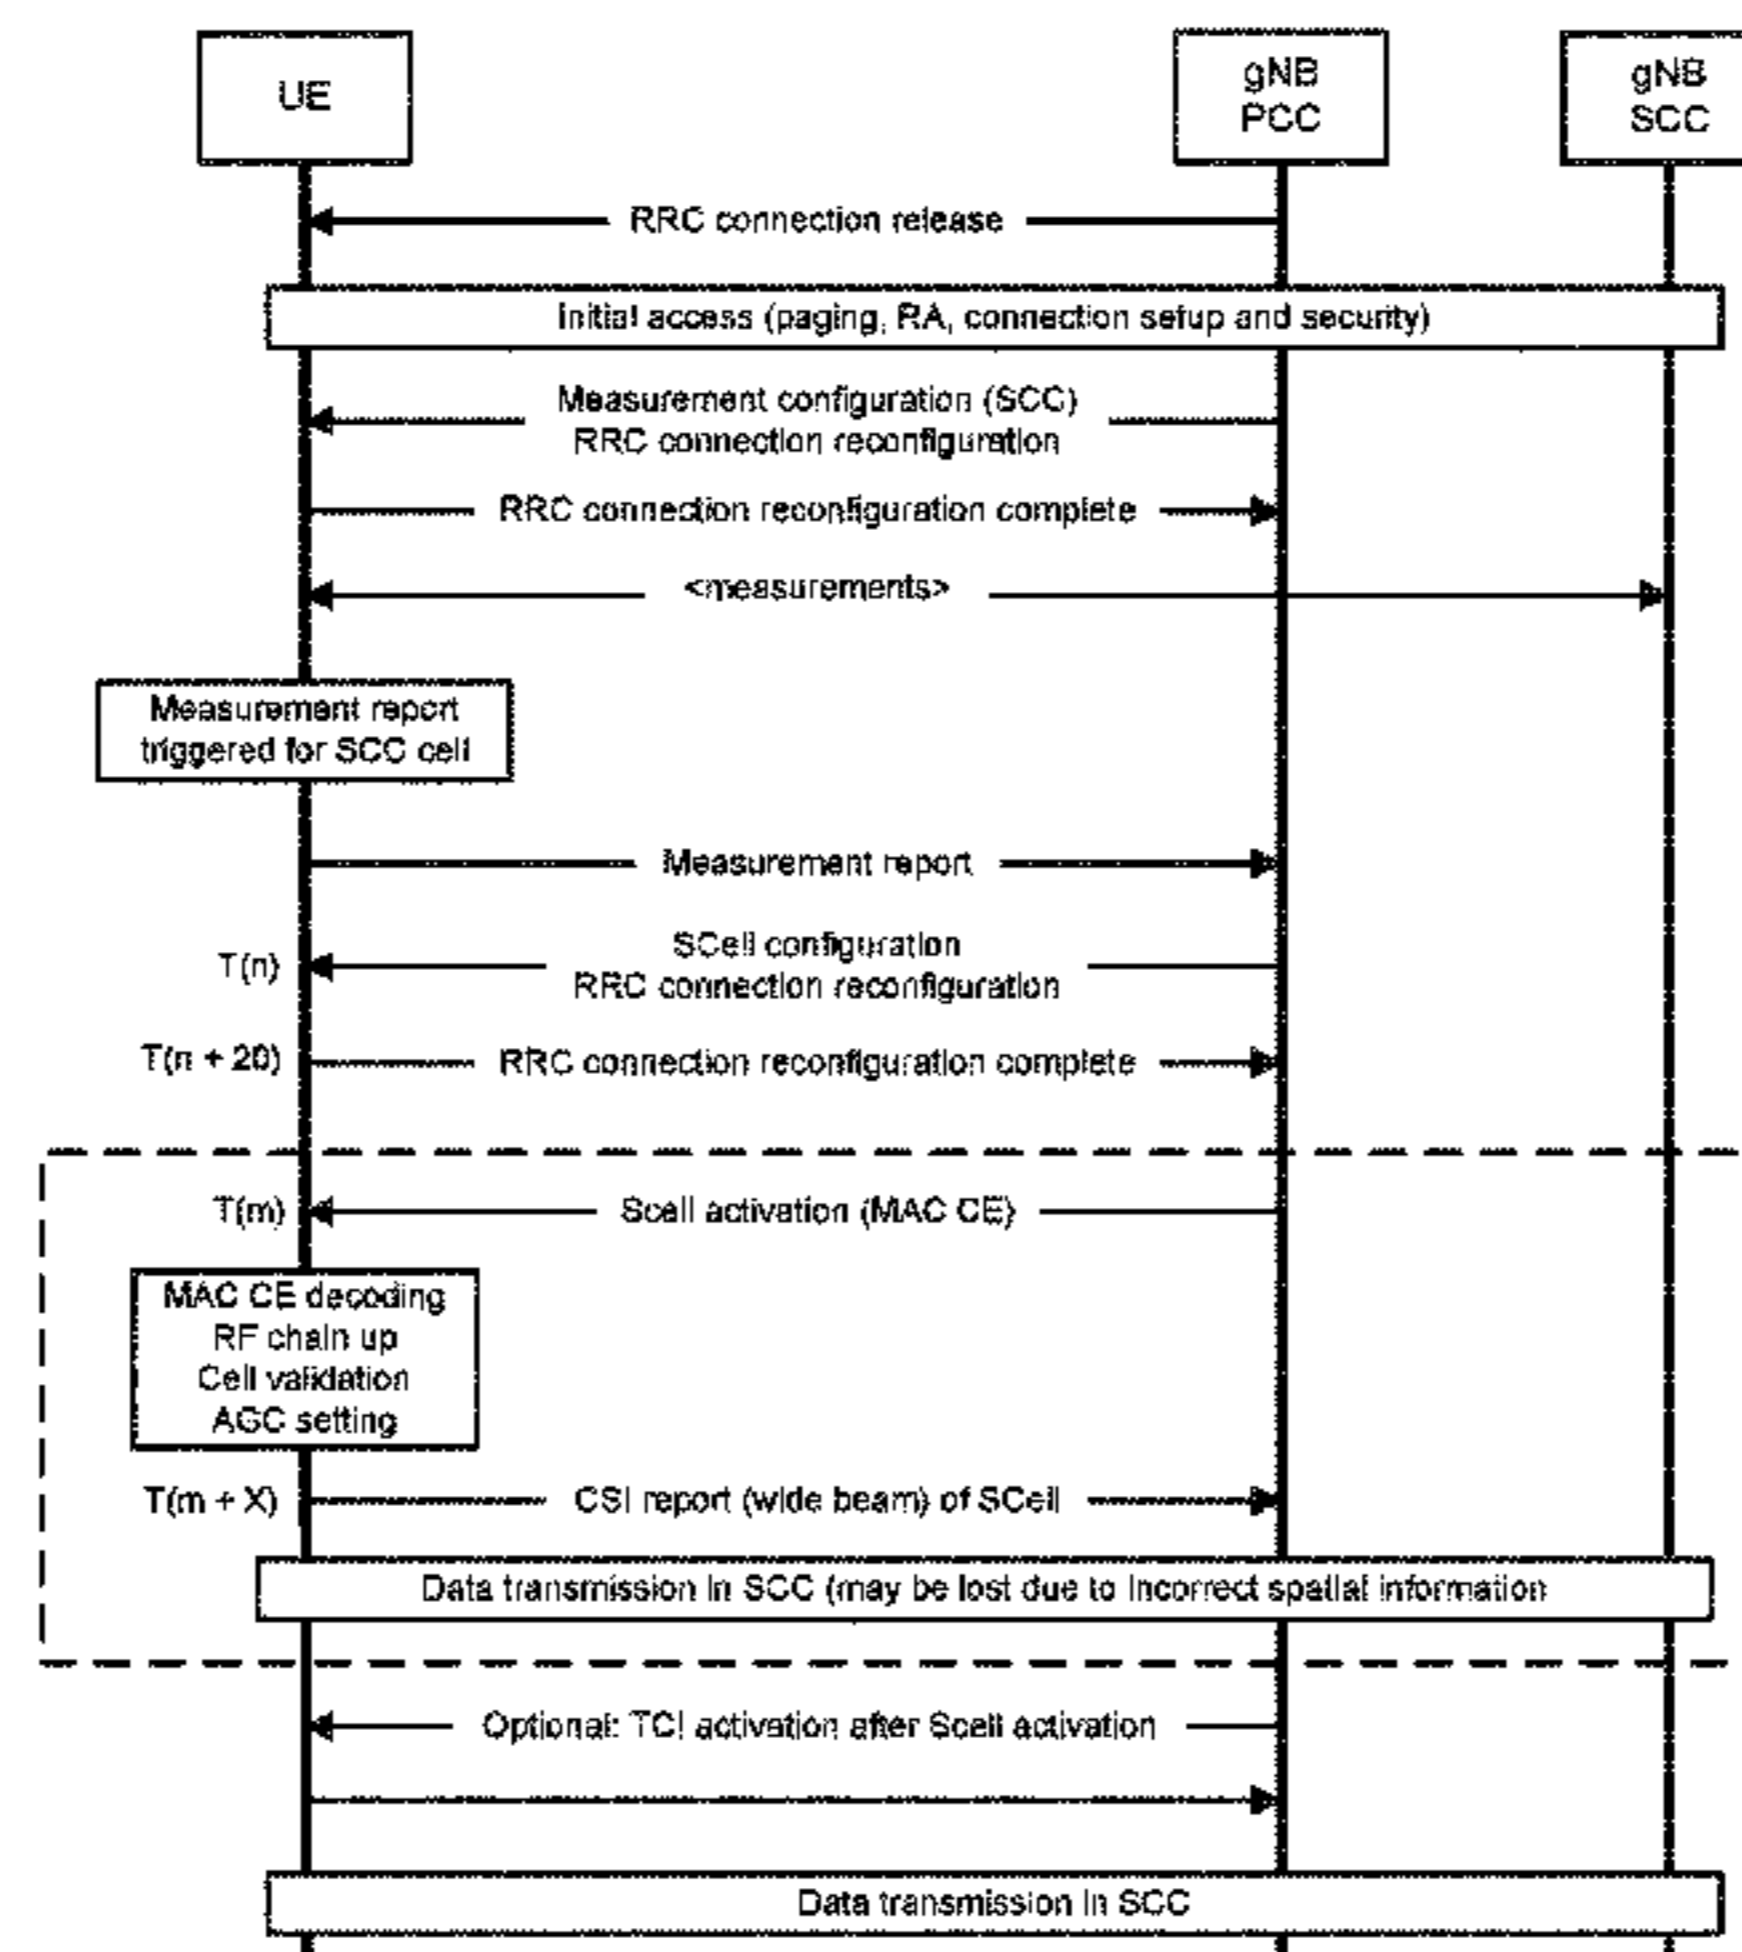 UE
gNB
PCC
gNB
SCC
RRC connection release
Initial access (paging, RA, connection setup and security)
Measurement configuration (SCC)
RRC connection reconfiguration
RRC connection reconfiguration complete
<measurements>
Measurement report
triggered for SCC cell
Measurement report
T(n)
SCell configuration
RRC connection reconfiguration
T(n + 20)
RRC connection reconfiguration complete
T(m)
Scell activation (MAC CE)
MAC CE decoding
RF chain up
Cell validation
AGC setting
T(m + X)
CSI report (wide beam) of SCell
Data transmission in SCC (may be lost due to incorrect spatial information
Optional: TCI activation after Scell activation
Data transmission in SCC